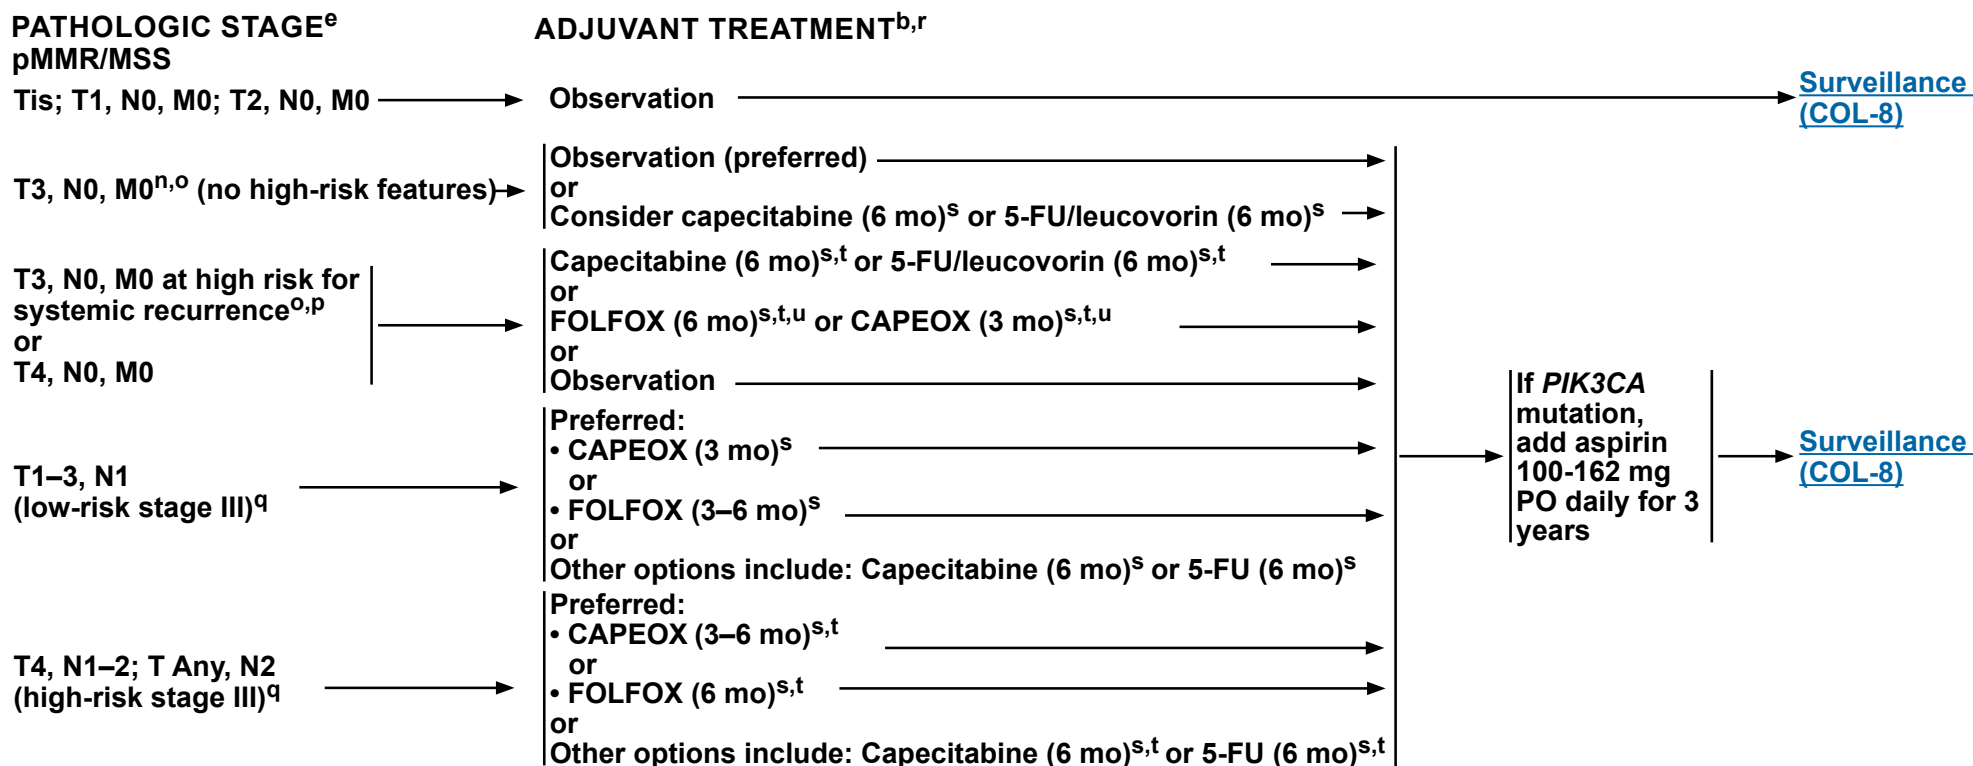 PATHOLOGIC STAGEe
pMMR/MSS
ADJUVANT TREATMENTb,r
Tis; T1, N0, M0; T2, N0, M0
Observation
Surveillance
(COL-8)
T3, N0, M0n,o (no high-risk features)
Observation (preferred)
or
Consider capecitabine (6 mo)s or 5-FU/leucovorin (6 mo)s
T3, N0, M0 at high risk for
systemic recurrenceo,p
or
T4, N0, M0
Capecitabine (6 mo)s,t or 5-FU/leucovorin (6 mo)s,t
or
FOLFOX (6 mo)s,t,u or CAPEOX (3 mo)s,t,u
or
Observation
T1–3, N1
(low-risk stage III)q
Preferred:
• CAPEOX (3 mo)s
or
• FOLFOX (3–6 mo)s
or
Other options include: Capecitabine (6 mo)s or 5-FU (6 mo)s
T4, N1–2; T Any, N2
(high-risk stage III)q
Preferred:
• CAPEOX (3–6 mo)s,t
or
• FOLFOX (6 mo)s,t
or
Other options include: Capecitabine (6 mo)s,t or 5-FU (6 mo)s,t
If PIK3CA
mutation,
add aspirin
100-162 mg
PO daily for 3
years
Surveillance
(COL-8)